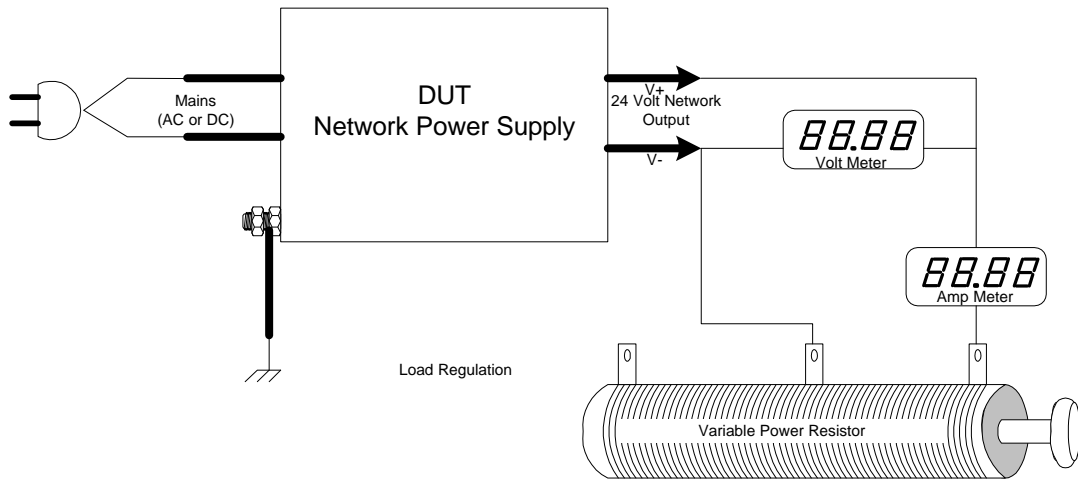 DUT
Network Power Supply
Mains
(AC or DC)
V+
24 Volt Network
Output
V-
88.88
Volt Meter
88.88
Amp Meter
Load Regulation
Variable Power Resistor